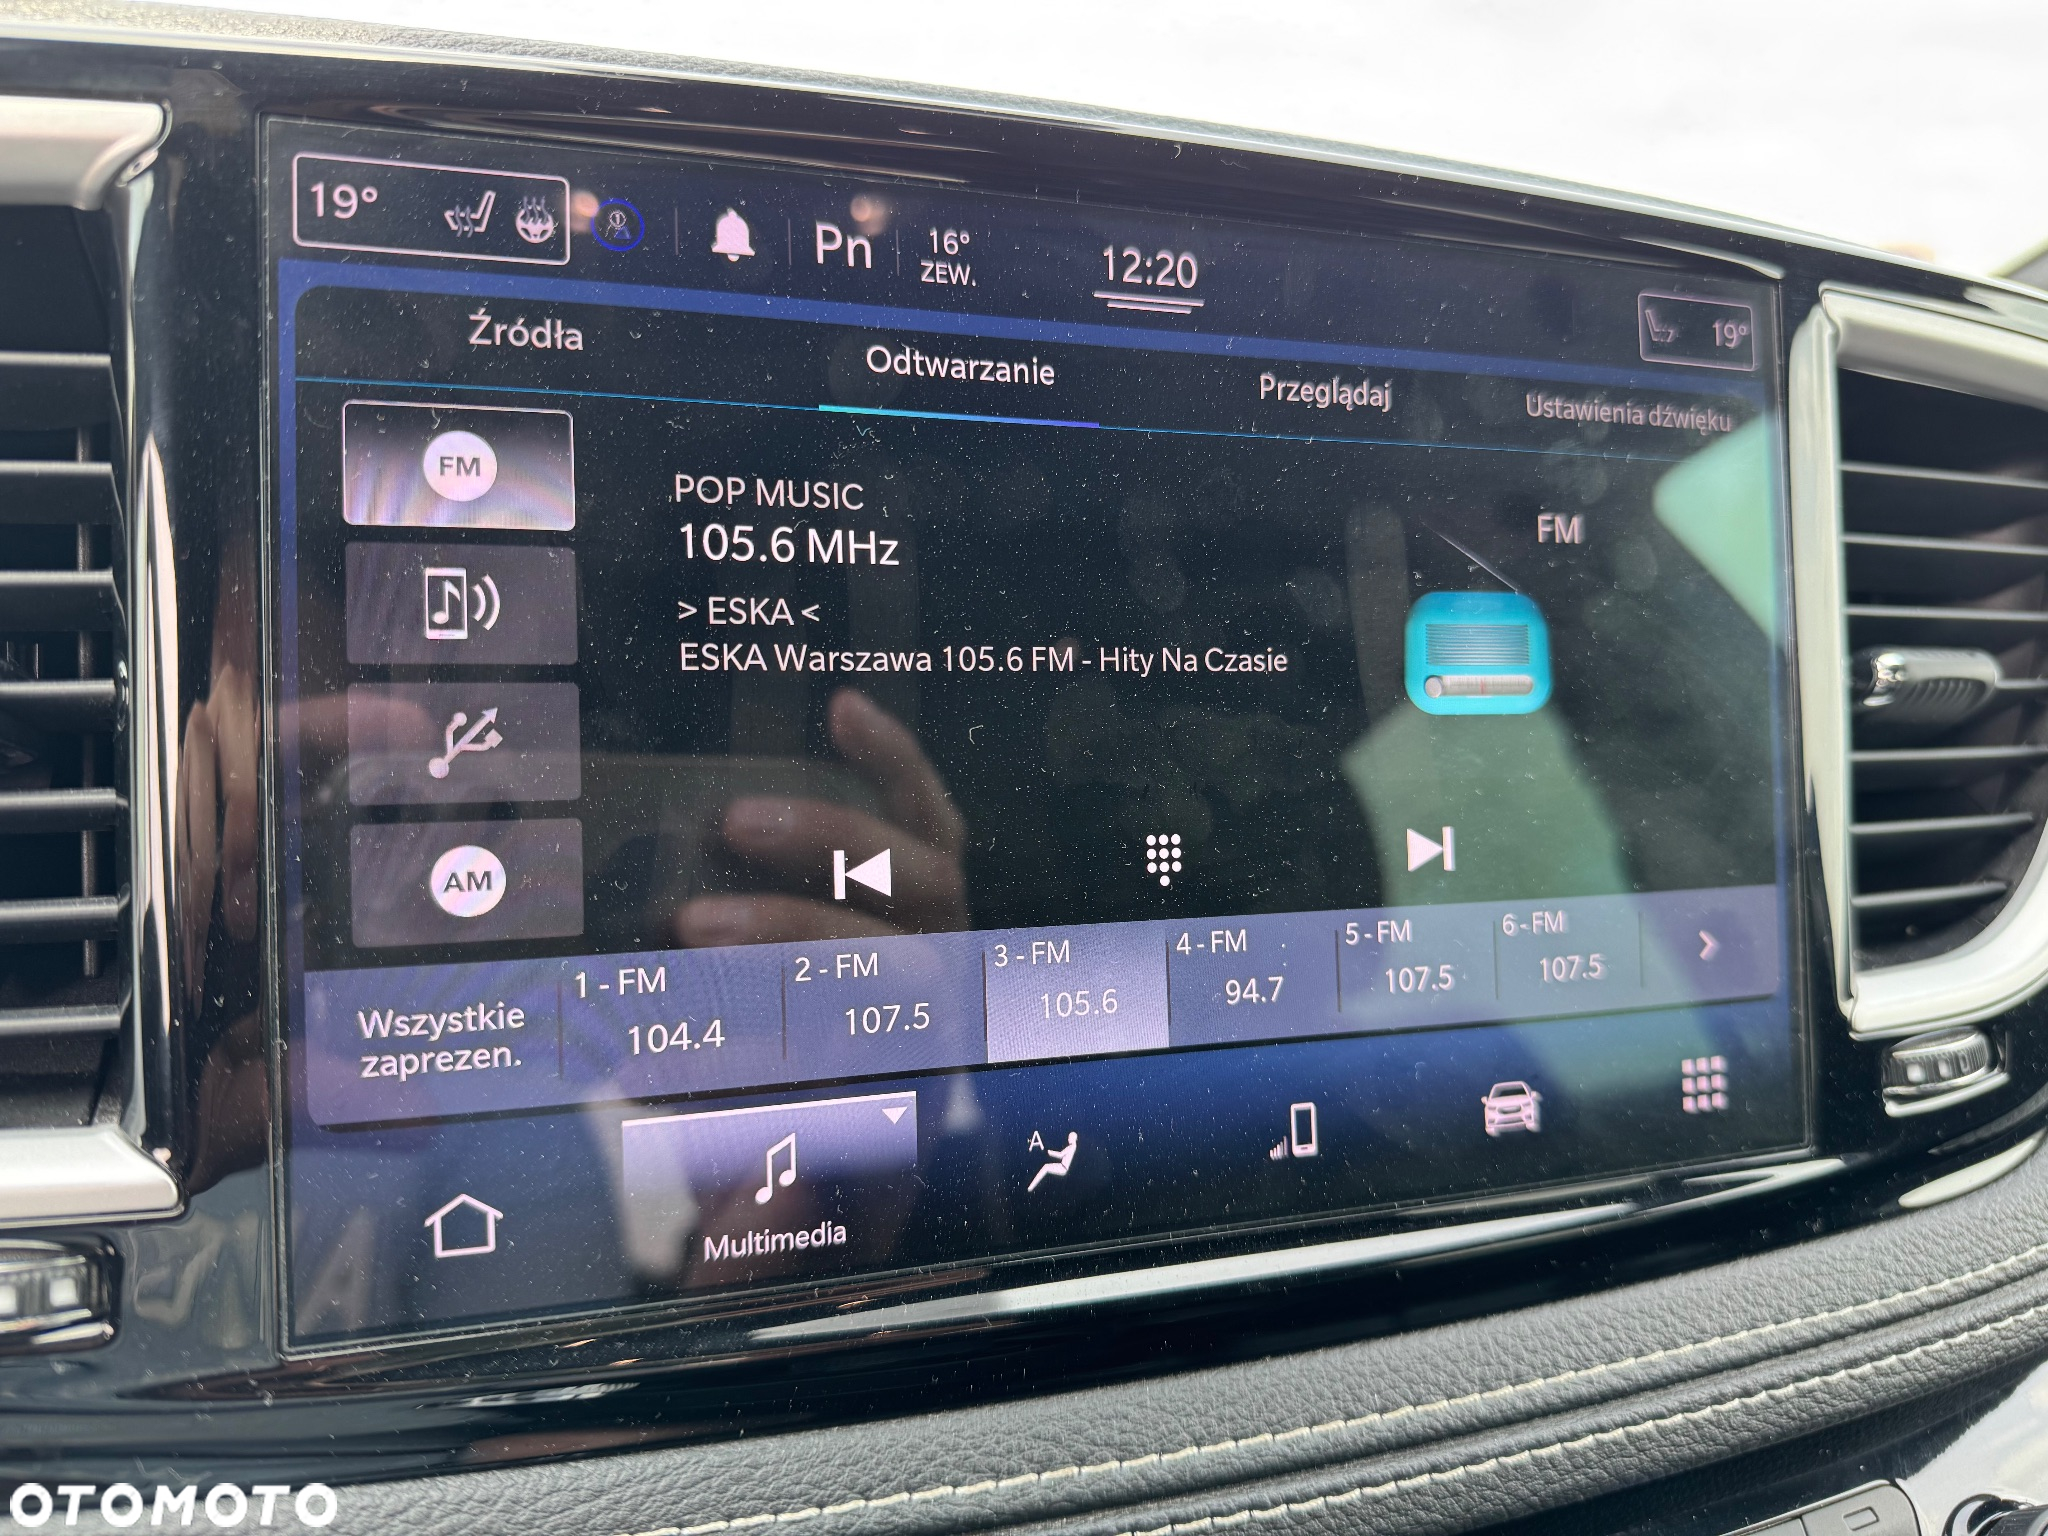 19°
Pn
16°
ZEW.
12:20
19°
Źródła
Odtwarzanie
Przeglądaj
Ustawienia dźwięku
FM
POP MUSIC
105.6 MHz
> ESKA <
ESKA Warszawa 105.6 FM - Hity Na Czasie
FM
AM
Wszystkie
zaprezen.
1 - FM
104.4
2 - FM
107.5
3 - FM
105.6
4 - FM
94.7
5 - FM
107.5
6 - FM
107.5
Multimedia
A
OTOMOTO